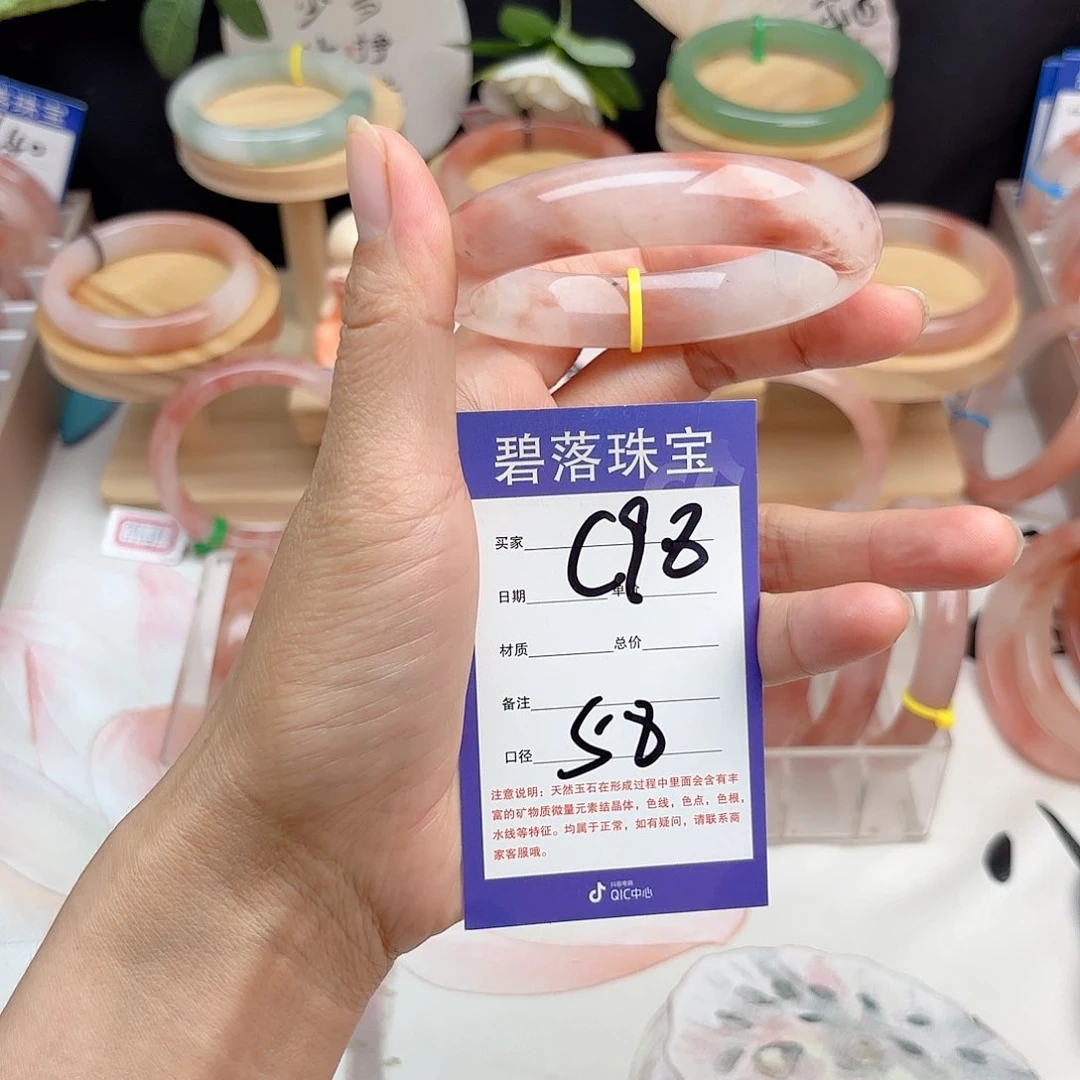 碧落珠宝
买家 C98
日期 单价
材质 总价
备注
口径 58
注意说明：天然玉石在形成过程中里面会含有丰
富的矿物质微量元素结晶体，色线，色点，色根，
水线等特征。均属于正常，如有疑问，请联系商
家客服哦。
抖音电商
QIC中心